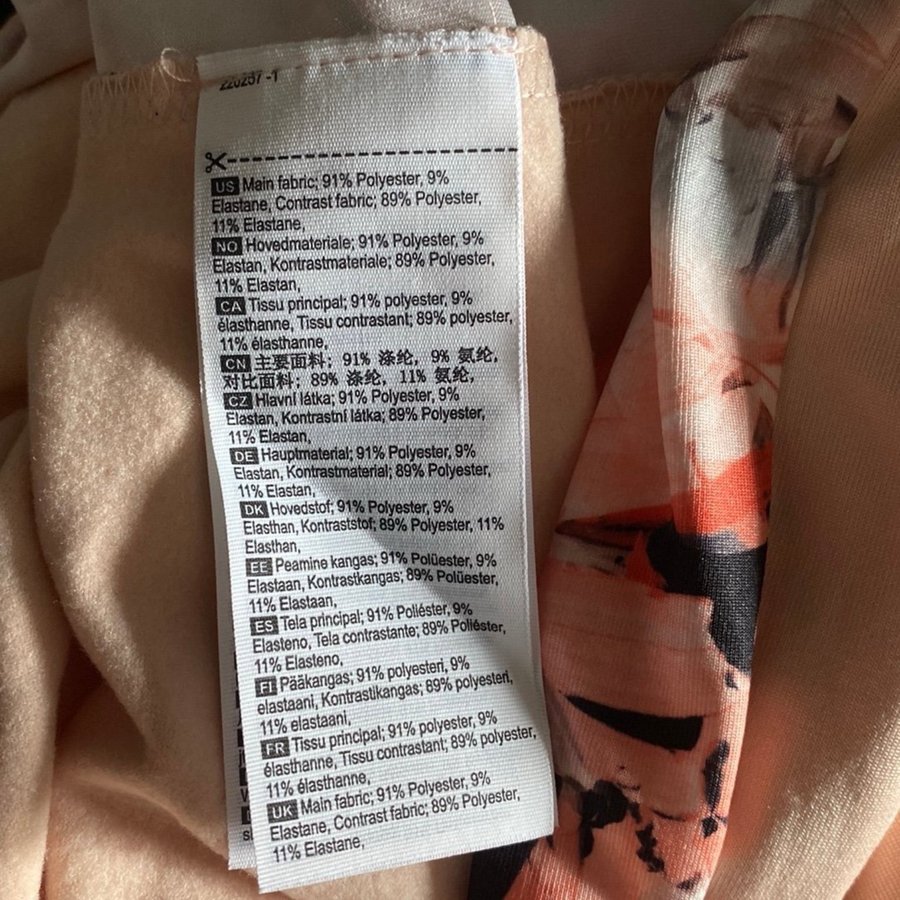 220257 -1
US Main fabric; 91% Polyester, 9%
Elastane, Contrast fabric; 89% Polyester,
11% Elastane,
NO Hovedmateriale; 91% Polyester, 9%
Elastan, Kontrastmateriale; 89% Polyester,
11% Elastan,
CA Tissu principal; 91% polyester, 9%
élasthanne, Tissu contrastant; 89% polyester,
11% élasthanne,
CN 主要面料; 91% 涤纶, 9% 氨纶,
对比面料; 89% 涤纶, 11% 氨纶,
CZ Hlavní látka; 91% Polyester, 9%
Elastan, Kontrastní látka; 89% Polyester,
11% Elastan,
DE Hauptmaterial; 91% Polyester, 9%
Elastan, Kontrastmaterial; 89% Polyester,
11% Elastan,
DK Hovedstof; 91% Polyester, 9%
Elasthan, Kontraststof; 89% Polyester, 11%
Elasthan,
EE Peamine kangas; 91% Polüester, 9%
Elastaan, Kontrastkangas; 89% Polüester,
11% Elastaan,
ES Tela principal; 91% Poliéster, 9%
Elasteno, Tela contrastante; 89% Poliéster,
11% Elasteno,
FI Pääkangas; 91% polyesteri, 9%
elastaani, Kontrastikangas; 89% polyesteri,
11% elastaani,
FR Tissu principal; 91% polyester, 9%
élasthanne, Tissu contrastant; 89% polyester,
11% élasthanne,
UK Main fabric; 91% Polyester, 9%
Elastane, Contrast fabric; 89% Polyester,
11% Elastane,